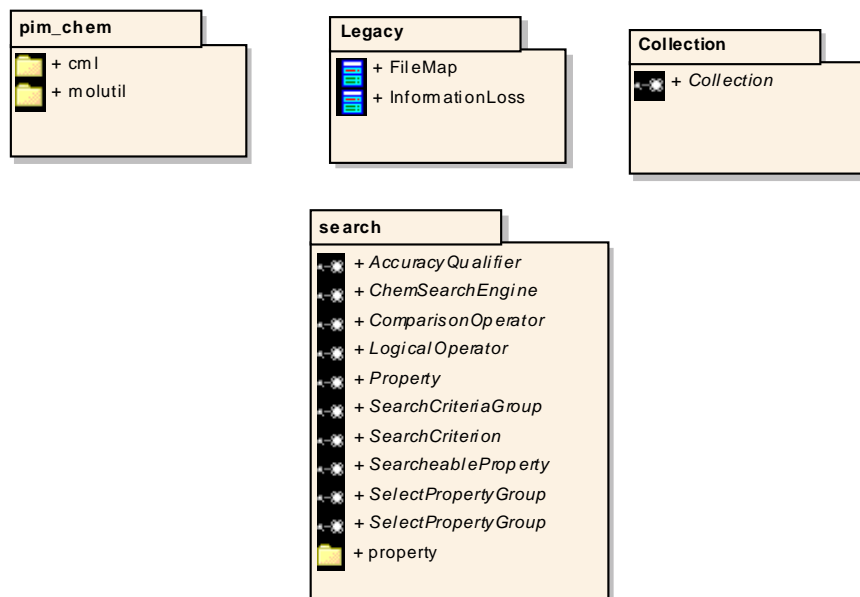 pim_chem
+ cml
+ molutil
Legacy
+ FileMap
+ InformationLoss
Collection
+ Collection
search
+ AccuracyQualifier
+ ChemSearchEngine
+ ComparisonOperator
+ LogicalOperator
+ Property
+ SearchCriteriaGroup
+ SearchCriterion
+ SearcheableProperty
+ SelectPropertyGroup
+ SelectPropertyGroup
+ property